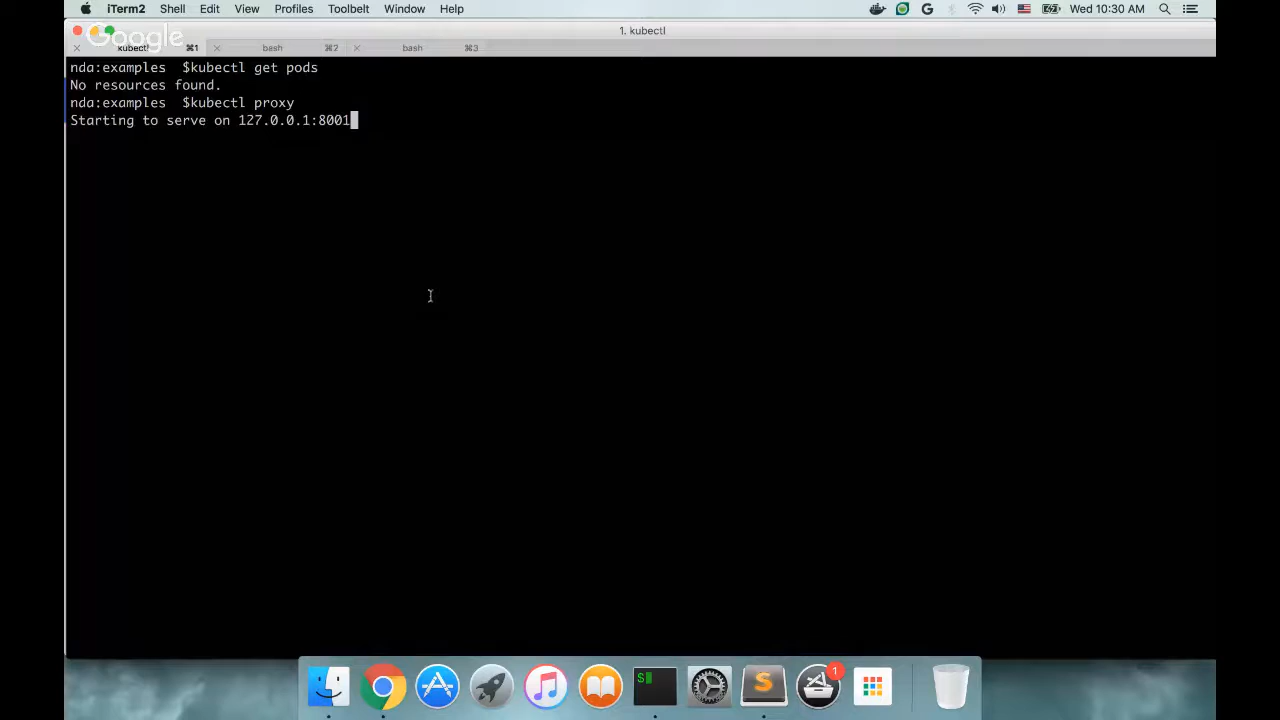 iTerm2 Shell Edit View Profiles Toolbelt Window Help Wed 10:30 AM
1. kubectl
Google
kubectl ⌘1 bash ⌘2 bash ⌘3
nda:examples $kubectl get pods
No resources found.
nda:examples $kubectl proxy
Starting to serve on 127.0.0.1:8001
1